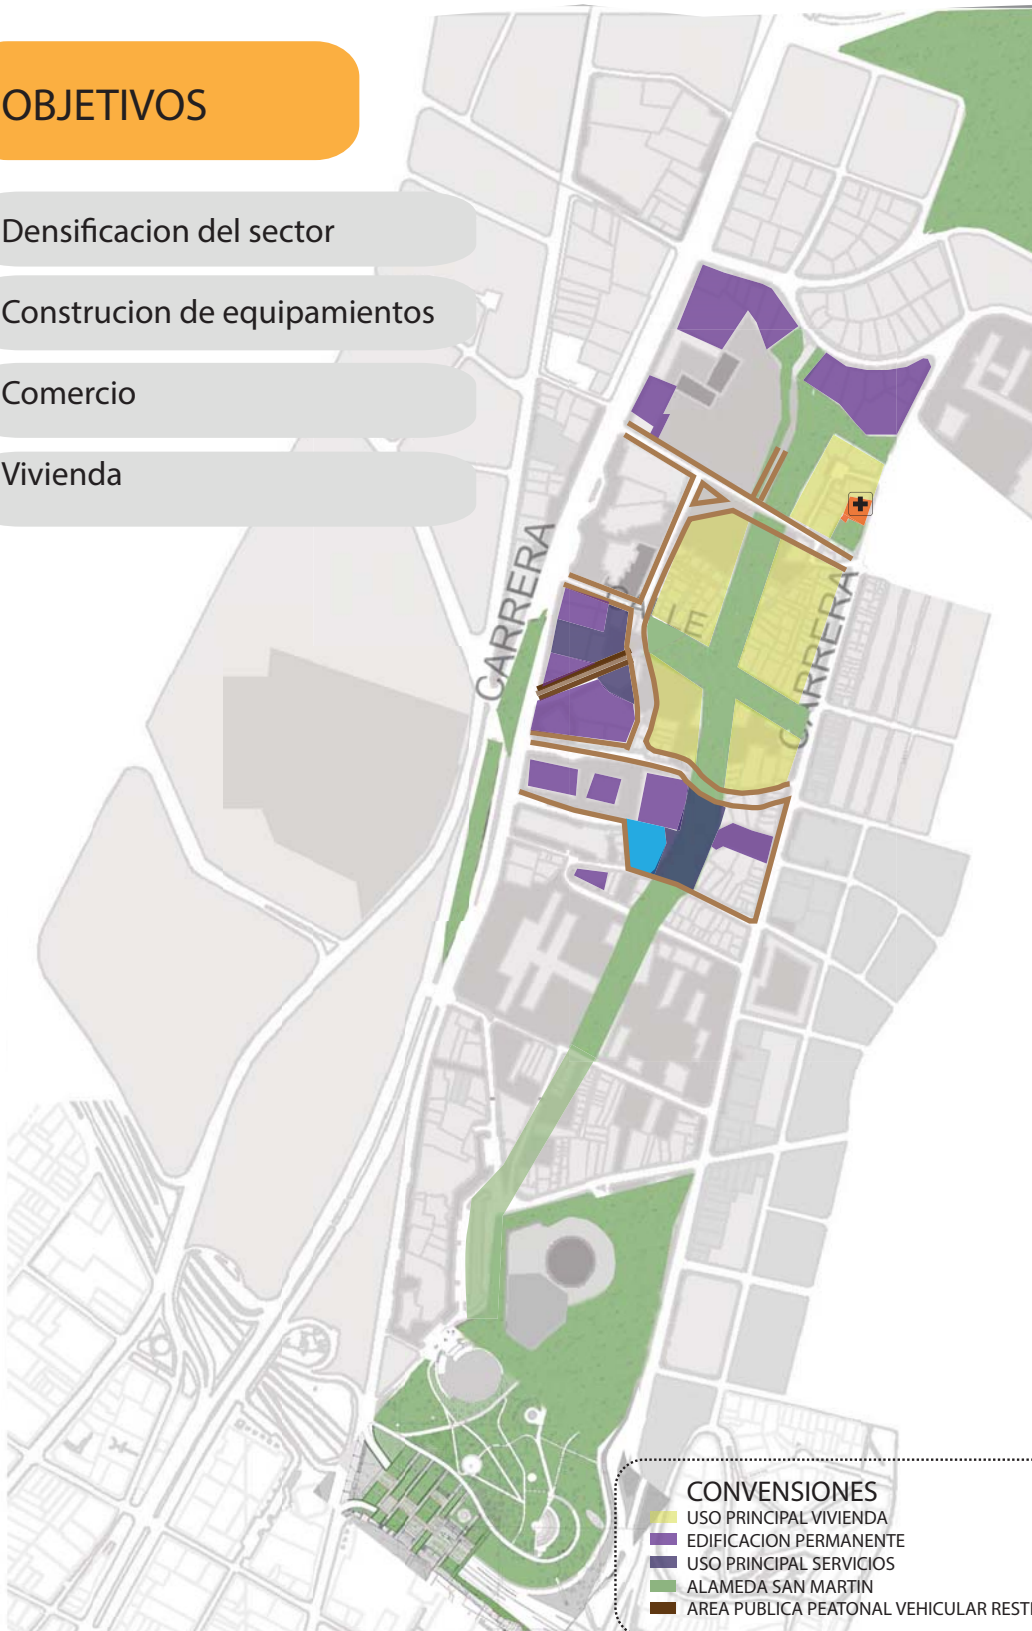 OBJETIVOS
Densificacion del sector
Construcion de equipamientos
Comercio
Vivienda
CARRERA
LE
CARRERA
CONVENSIONES
USO PRINCIPAL VIVIENDA
EDIFICACION PERMANENTE
USO PRINCIPAL SERVICIOS
ALAMEDA SAN MARTIN
AREA PUBLICA PEATONAL VEHICULAR